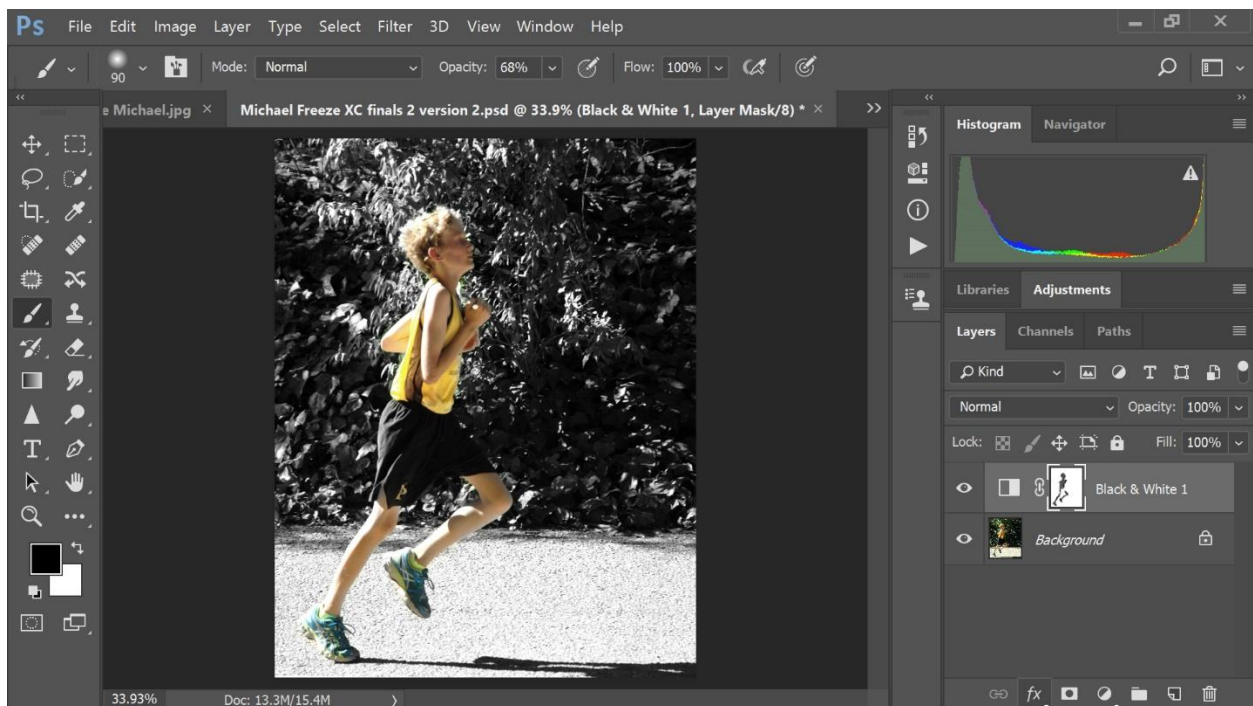 Ps File Edit Image Layer Type Select Filter 3D View Window Help
90 Mode: Normal Opacity: 68% Flow: 100%
e Michael.jpg × Michael Freeze XC finals 2 version 2.psd @ 33.9% (Black & White 1, Layer Mask/8) * ×
Histogram Navigator
Libraries Adjustments
Layers Channels Paths
Kind
Normal Opacity: 100%
Lock: Fill: 100%
Black & White 1
Background
P
33.93% Doc: 13.3M/15.4M
fx